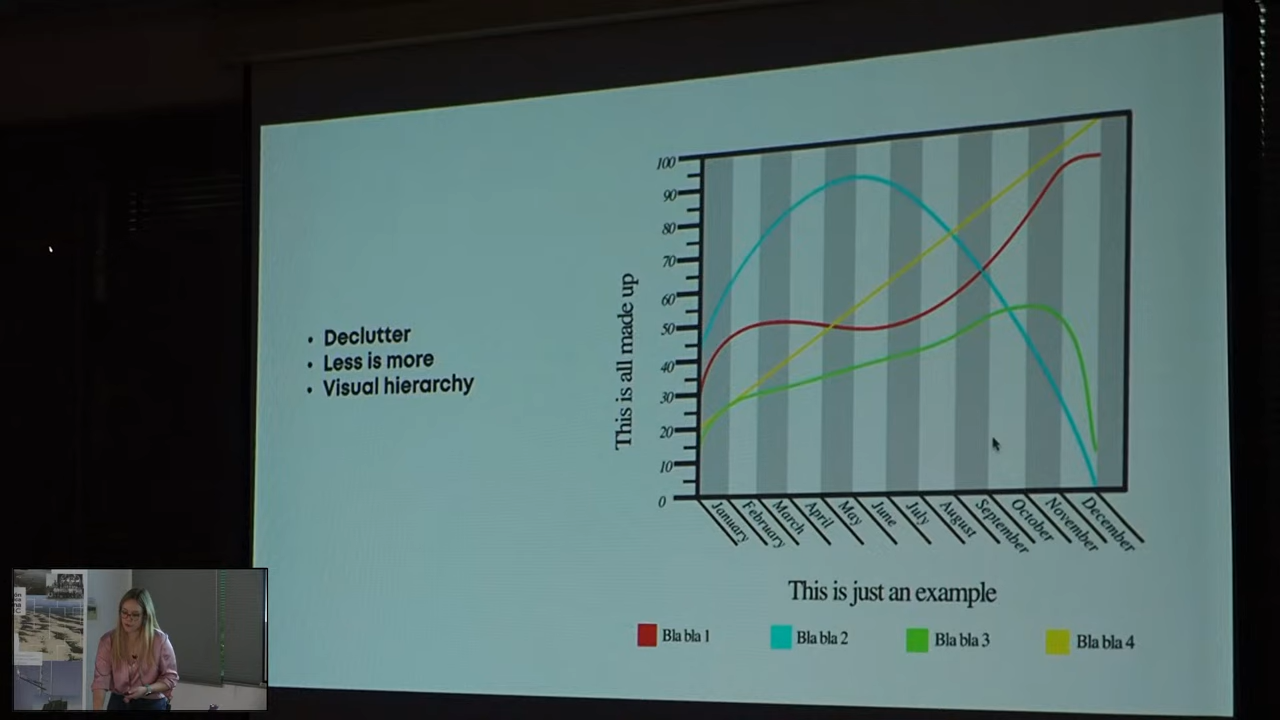 • Declutter
• Less is more
• Visual hierarchy
This is all made up
100
90
80
70
60
50
40
30
20
10
0
January
February
March
April
May
June
July
August
September
October
November
December
This is just an example
Bla bla 1
Bla bla 2
Bla bla 3
Bla bla 4